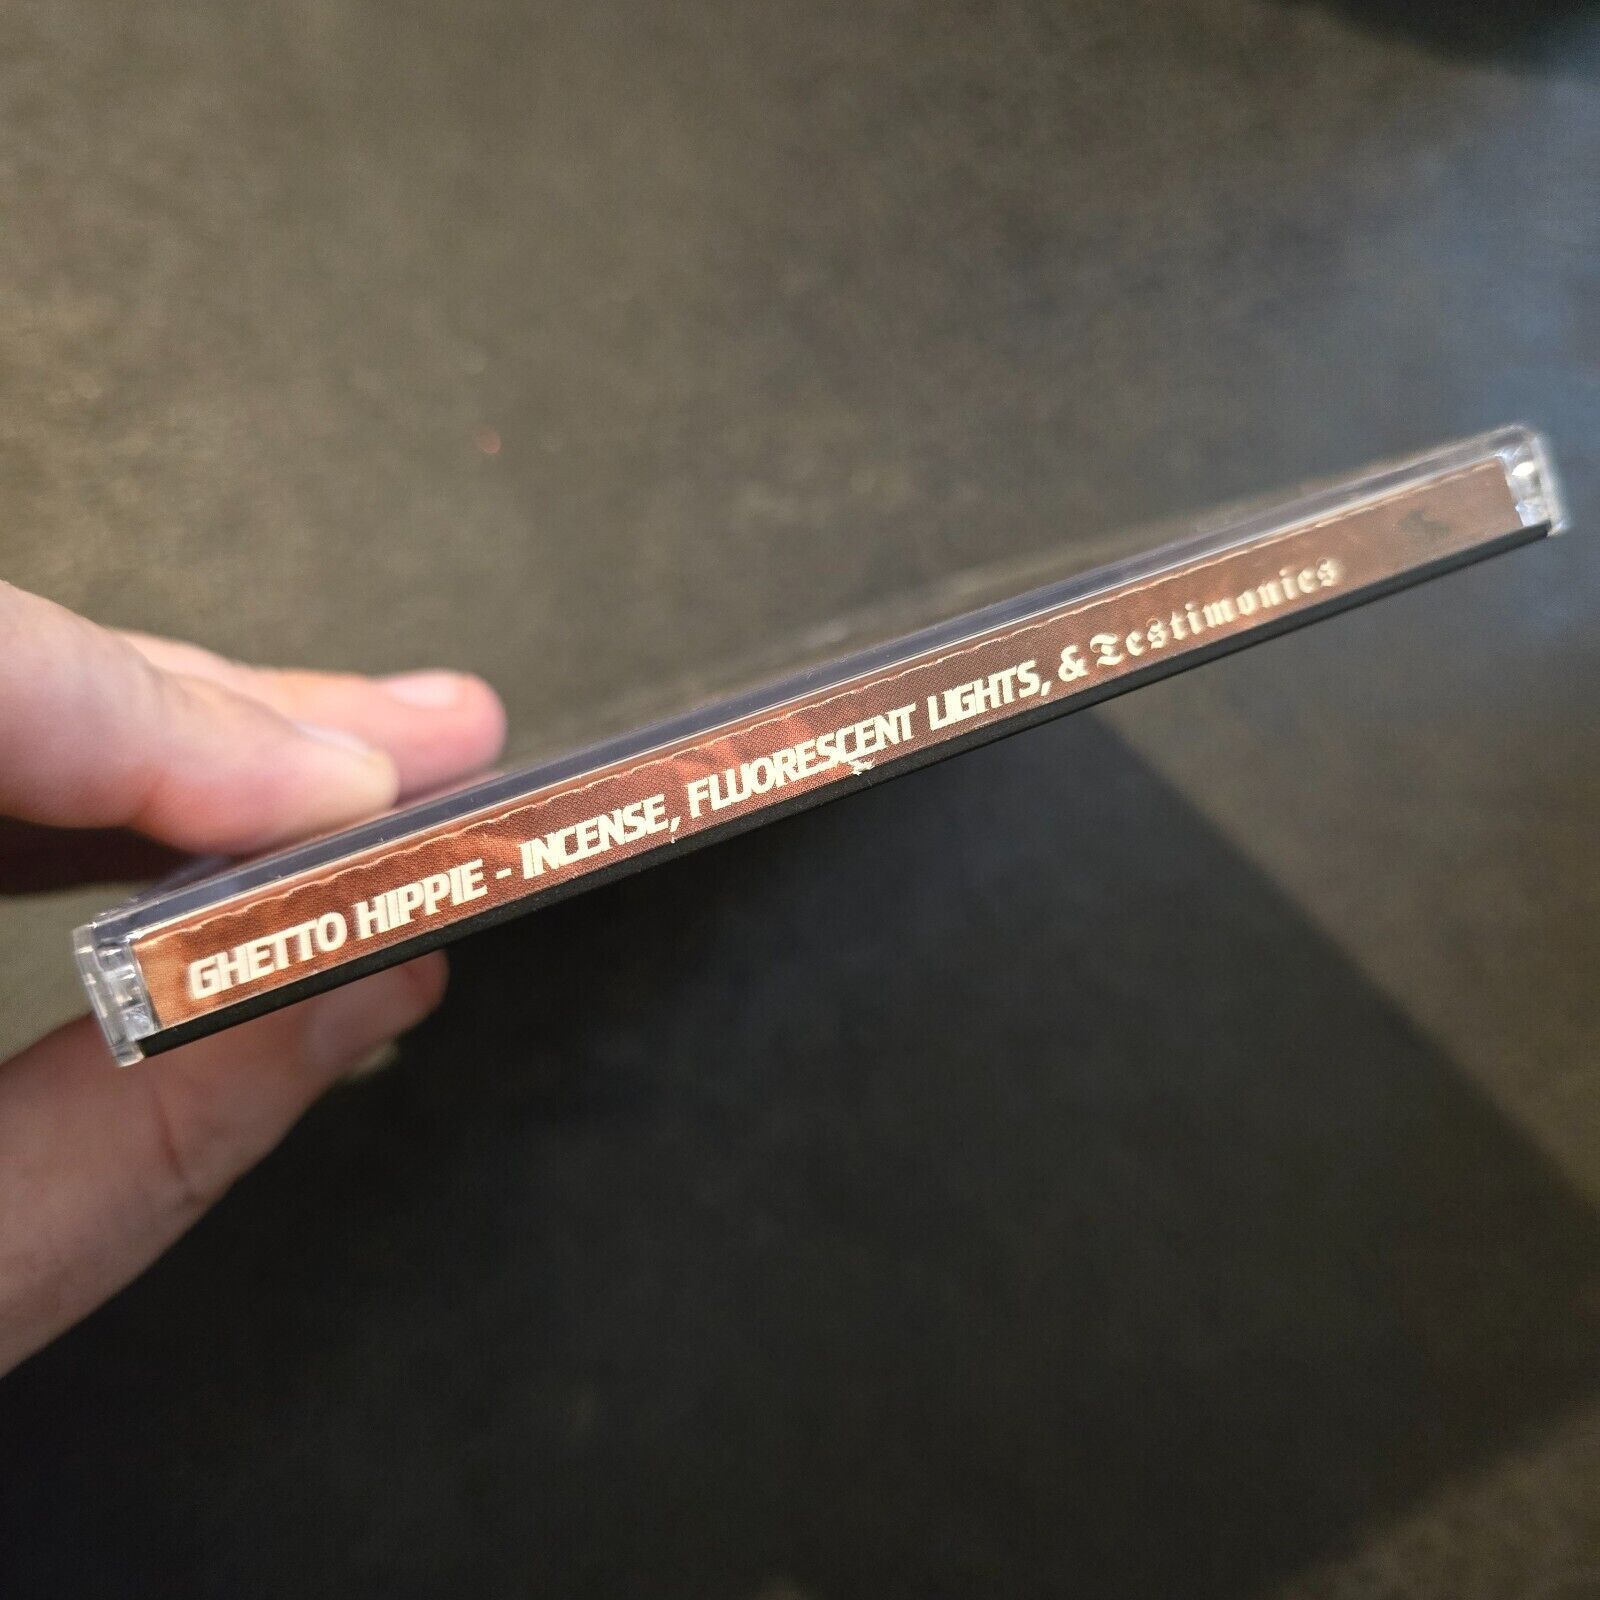 GHETTO HIPPIE - INCENSE, FLUORESCENT LIGHTS, & Testimonies